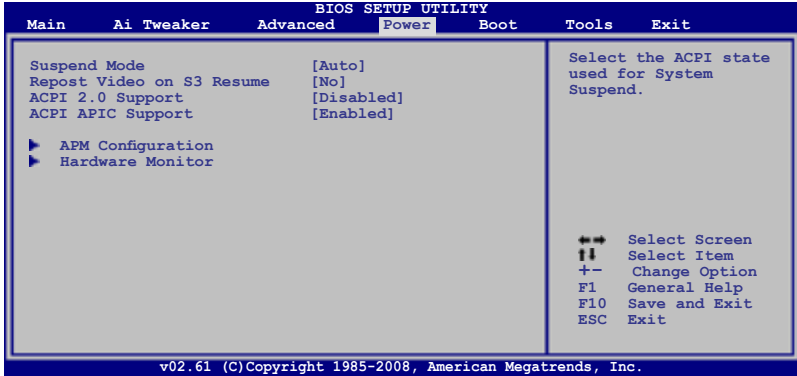 BIOS SETUP UTILITY
Main Ai Tweaker Advanced Power Boot Tools Exit
Suspend Mode [Auto]
Repost Video on S3 Resume [No]
ACPI 2.0 Support [Disabled]
ACPI APIC Support [Enabled]
APM Configuration
Hardware Monitor
Select the ACPI state
used for System
Suspend.
←→ Select Screen
↑↓ Select Item
+- Change Option
F1 General Help
F10 Save and Exit
ESC Exit
v02.61 (C)Copyright 1985-2008, American Megatrends, Inc.